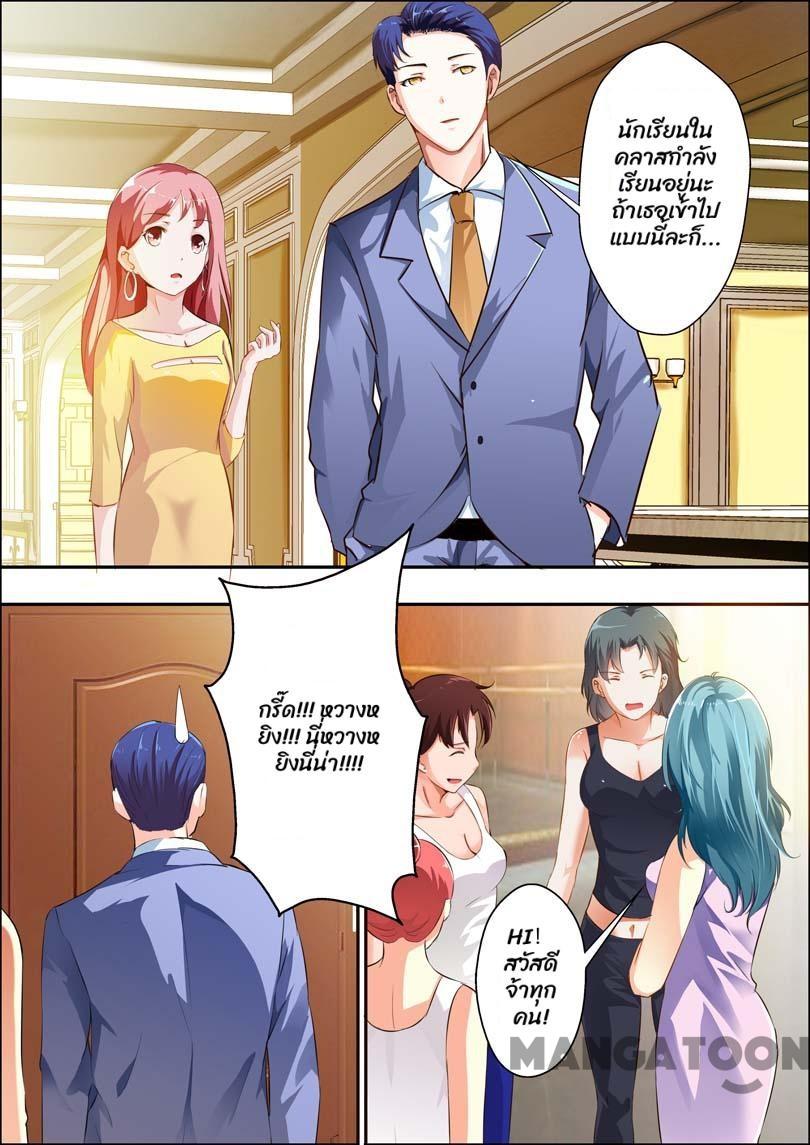 นักเรียนใน
คลาสกำลัง
เรียนอยู่นะ
ถ้าเธอเข้าไป
แบบนี้ละก็...
กรี๊ด!!! หวางห
ยิง!!! นี่หวางห
ยิงนี่น่า!!!!
HI!
สวัสดี
จ้าทุก
คน!
MANGATOON